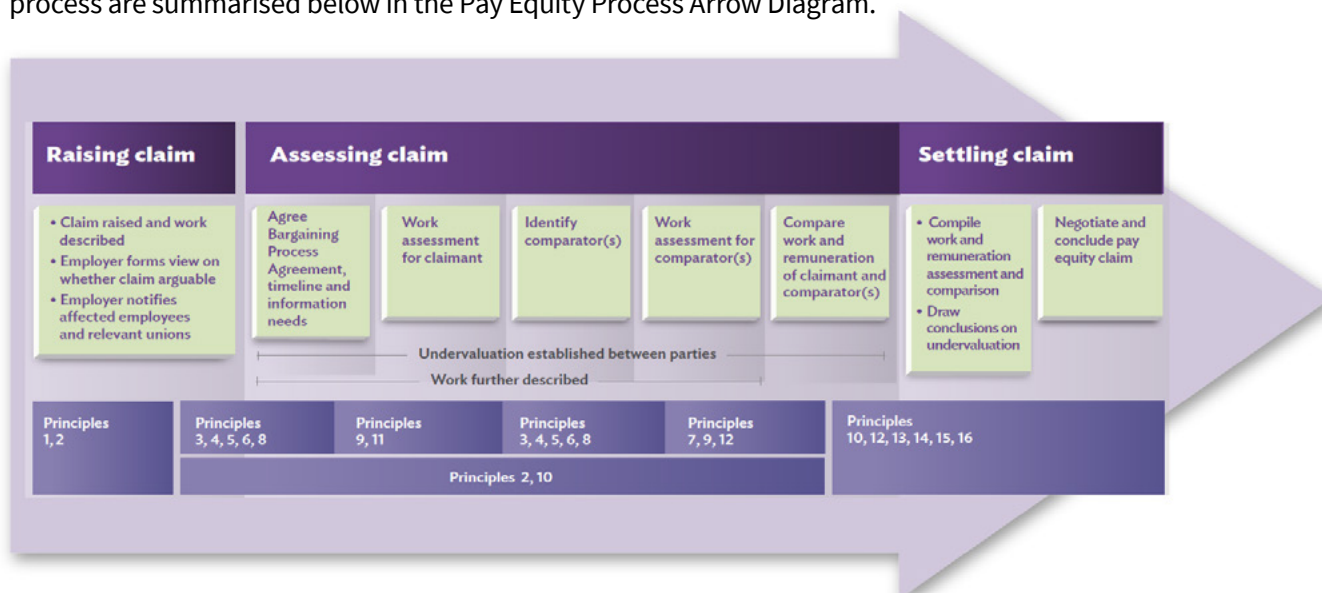 process are summarised below in the Pay Equity Process Arrow Diagram.
Raising claim
• Claim raised and work
described
• Employer forms view on
whether claim arguable
• Employer notifies
affected employees
and relevant unions
Assessing claim
Agree
Bargaining
Process
Agreement,
timeline and
information
needs
Work
assessment
for claimant
Identify
comparator(s)
Work
assessment for
comparator(s)
Compare
work and
remuneration
of claimant and
comparator(s)
Undervaluation established between parties
Work further described
Settling claim
• Compile
work and
remuneration
assessment and
comparison
• Draw
conclusions on
undervaluation
Negotiate and
conclude pay
equity claim
Principles
1, 2
Principles
3, 4, 5, 6, 8
Principles
9, 11
Principles
3, 4, 5, 6, 8
Principles
7, 9, 12
Principles 2, 10
Principles
10, 12, 13, 14, 15, 16